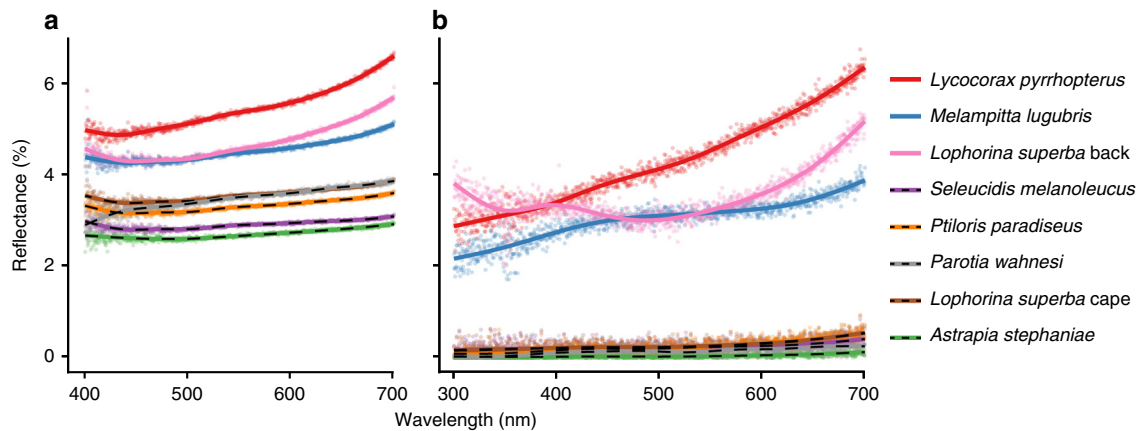 a
b
Reflectance (%)
6
4
2
0
400
500
600
700
300
400
500
600
700
Wavelength (nm)
Lycocorax pyrrhopterus
Melampitta lugubris
Lophorina superba back
Seleucidis melanoleucus
Ptiloris paradiseus
Parotia wahnesi
Lophorina superba cape
Astrapia stephaniae